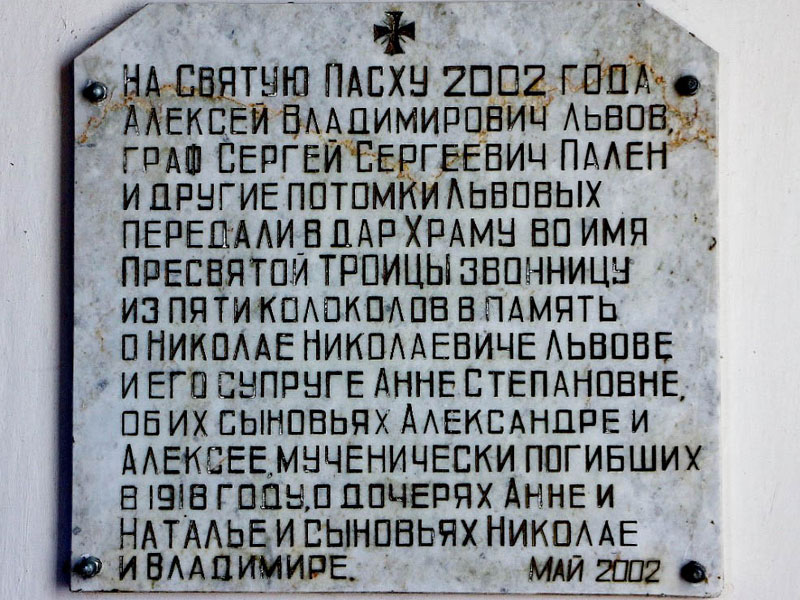 На Святую Пасху 2002 года
Алексей Владимирович Львов,
граф Сергей Сергеевич Пален
и другие потомки Львовых
передали в дар Храму во имя
Пресвятой ТРОИЦЫ звонницу
из пяти колоколов в память
о Николае Николаевиче Львове
и его супруге Анне Степановне,
об их сыновьях Александре и
Алексее, мученически погибших
в 1918 году, о дочерях Анне и
Наталье и сыновьях Николае
и Владимире.
Май 2002